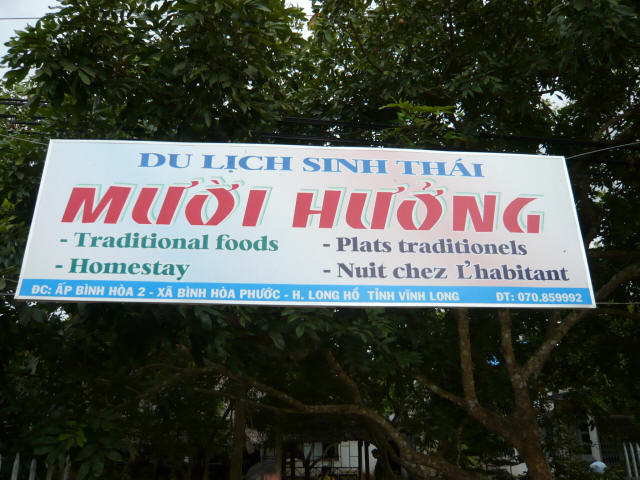 DU LỊCH SINH THÁI
MƯỜI HƯỞNG
- Traditional foods
- Homestay
- Plats traditionels
- Nuit chez L'habitant
ĐC: ẤP BÌNH HÒA 2 - XÃ BÌNH HÒA PHƯỚC - H. LONG HỒ TỈNH VĨNH LONG ĐT: 070.859992